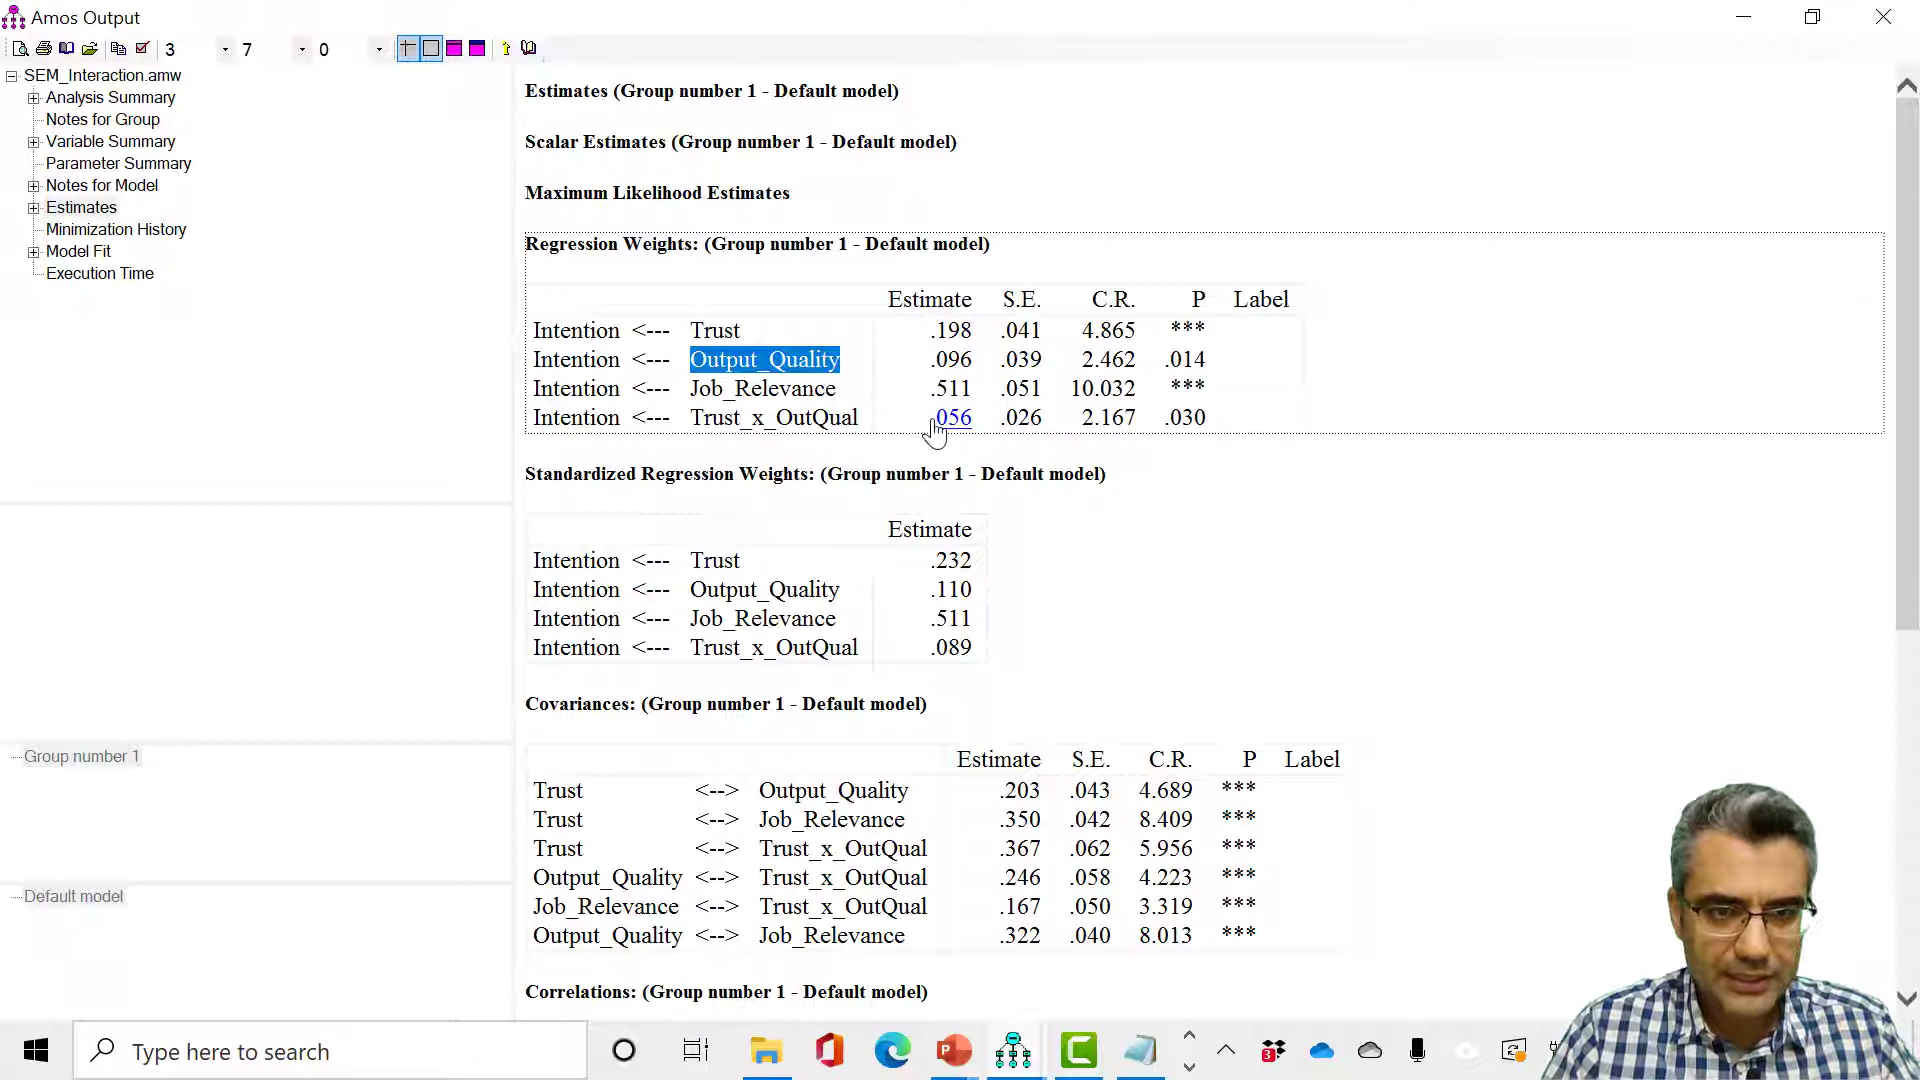 Amos Output
3 7 0
SEM_Interaction.amw
Analysis Summary
Notes for Group
Variable Summary
Parameter Summary
Notes for Model
Estimates
Minimization History
Model Fit
Execution Time
Group number 1
Default model
Estimates (Group number 1 - Default model)
Scalar Estimates (Group number 1 - Default model)
Maximum Likelihood Estimates
Regression Weights: (Group number 1 - Default model)
Estimate S.E. C.R. P Label
Intention <--- Trust .198 .041 4.865 ***
Intention <--- Output_Quality .096 .039 2.462 .014
Intention <--- Job_Relevance .511 .051 10.032 ***
Intention <--- Trust_x_OutQual .056 .026 2.167 .030
Standardized Regression Weights: (Group number 1 - Default model)
Estimate
Intention <--- Trust .232
Intention <--- Output_Quality .110
Intention <--- Job_Relevance .511
Intention <--- Trust_x_OutQual .089
Covariances: (Group number 1 - Default model)
Estimate S.E. C.R. P Label
Trust <--> Output_Quality .203 .043 4.689 ***
Trust <--> Job_Relevance .350 .042 8.409 ***
Trust <--> Trust_x_OutQual .367 .062 5.956 ***
Output_Quality <--> Trust_x_OutQual .246 .058 4.223 ***
Job_Relevance <--> Trust_x_OutQual .167 .050 3.319 ***
Output_Quality <--> Job_Relevance .322 .040 8.013 ***
Correlations: (Group number 1 - Default model)
Type here to search